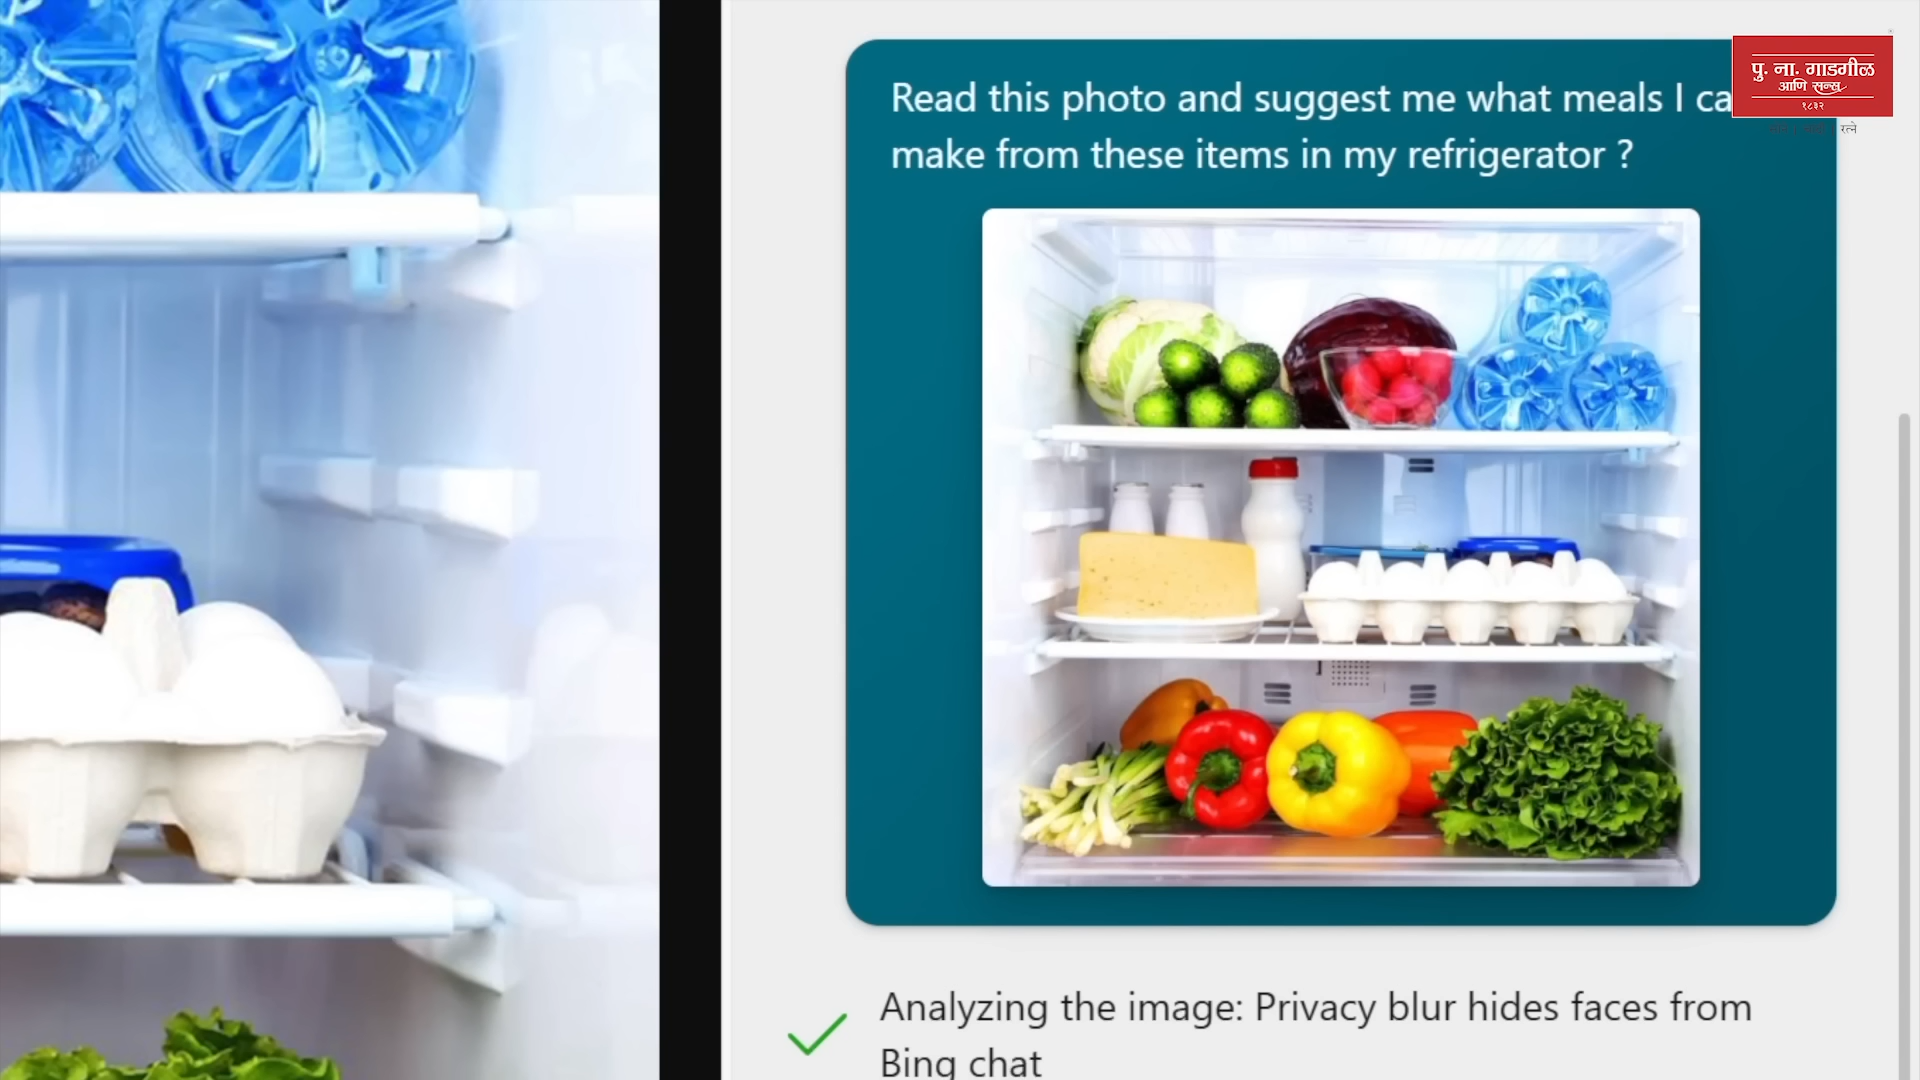 Read this photo and suggest me what meals I ca
make from these items in my refrigerator ?
पु. ना. गाडगीळ
आणि सन्स
१८३२
रत्ने
Analyzing the image: Privacy blur hides faces from
Bing chat